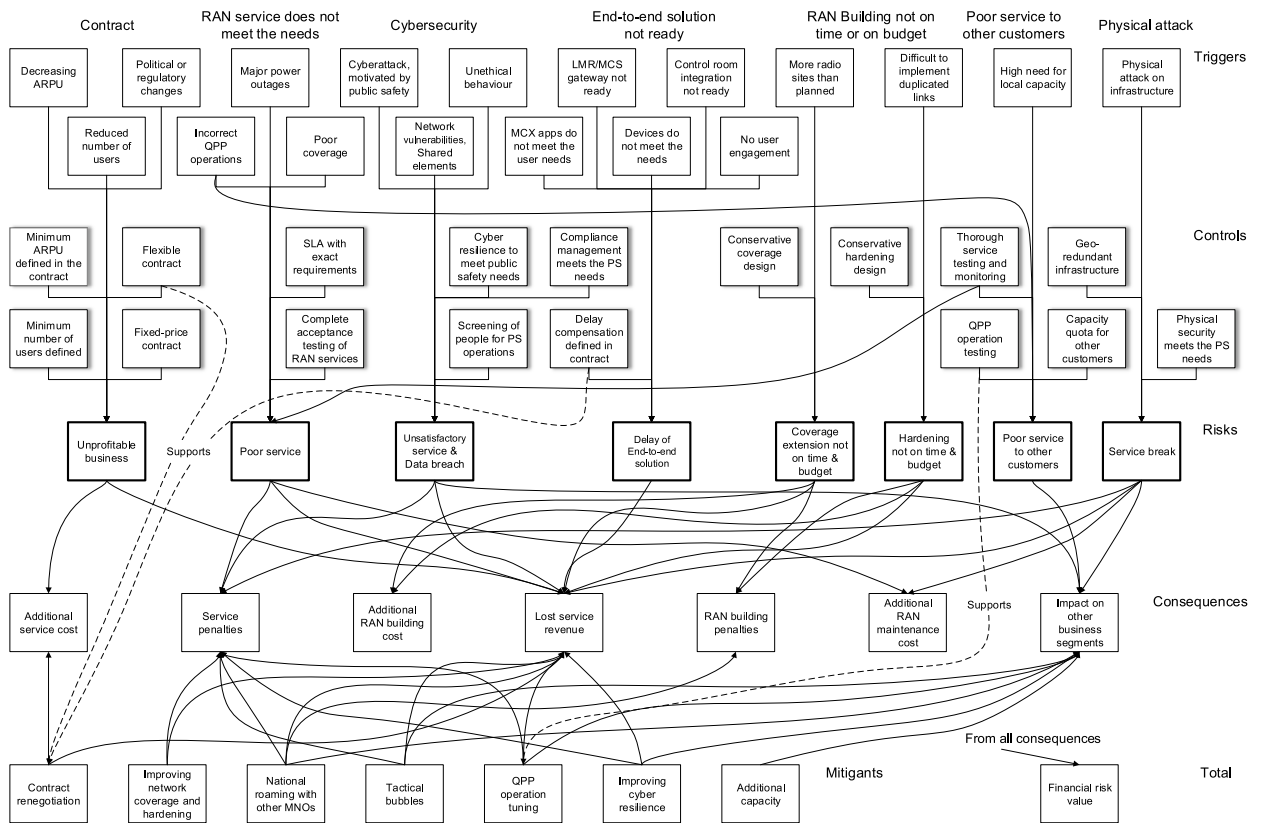 Contract
RAN service does not
meet the needs
Cybersecurity
End-to-end solution
not ready
RAN Building not on
time or on budget
Poor service to
other customers
Physical attack
Triggers
Decreasing
ARPU
Political or
regulatory
changes
Major power
outages
Cyberattack,
motivated by
public safety
Unethical
behaviour
LMR/MCS
gateway not
ready
Control room
integration
not ready
More radio
sites than
planned
Difficult to
implement
duplicated
links
High need for
local capacity
Physical
attack on
infrastructure
Reduced
number of
users
Incorrect
QPP
operations
Poor
coverage
Network
vulnerabilities,
Shared
elements
MCX apps do
not meet the
user needs
Devices do
not meet the
needs
No user
engagement
Controls
Minimum
ARPU
defined in the
contract
Flexible
contract
SLA with
exact
requirements
Cyber
resilience to
meet public
safety needs
Compliance
management
meets the PS
needs
Conservative
coverage
design
Conservative
hardening
design
Thorough
service
testing and
monitoring
Geo-
redundant
infrastructure
Minimum
number of
users defined
Fixed-price
contract
Complete
acceptance
testing of
RAN services
Screening of
people for PS
operations
Delay
compensation
defined in
contract
QPP
operation
testing
Capacity
quota for
other
customers
Physical
security
meets the PS
needs
Risks
Unprofitable
business
Supports
Poor service
Unsatisfactory
service &
Data breach
Delay of
End-to-end
solution
Coverage
extension not
on time &
budget
Hardening
not on time &
budget
Poor service
to other
customers
Service break
Consequences
Additional
service cost
Service
penalties
Additional
RAN building
cost
Lost service
revenue
RAN building
penalties
Additional
RAN
maintenance
cost
Supports
Impact on
other
business
segments
From all consequences
Mitigants
Total
Contract
renegotiation
Improving
network
coverage and
hardening
National
roaming with
other MNOs
Tactical
bubbles
QPP
operation
tuning
Improving
cyber
resilience
Additional
capacity
Financial risk
value